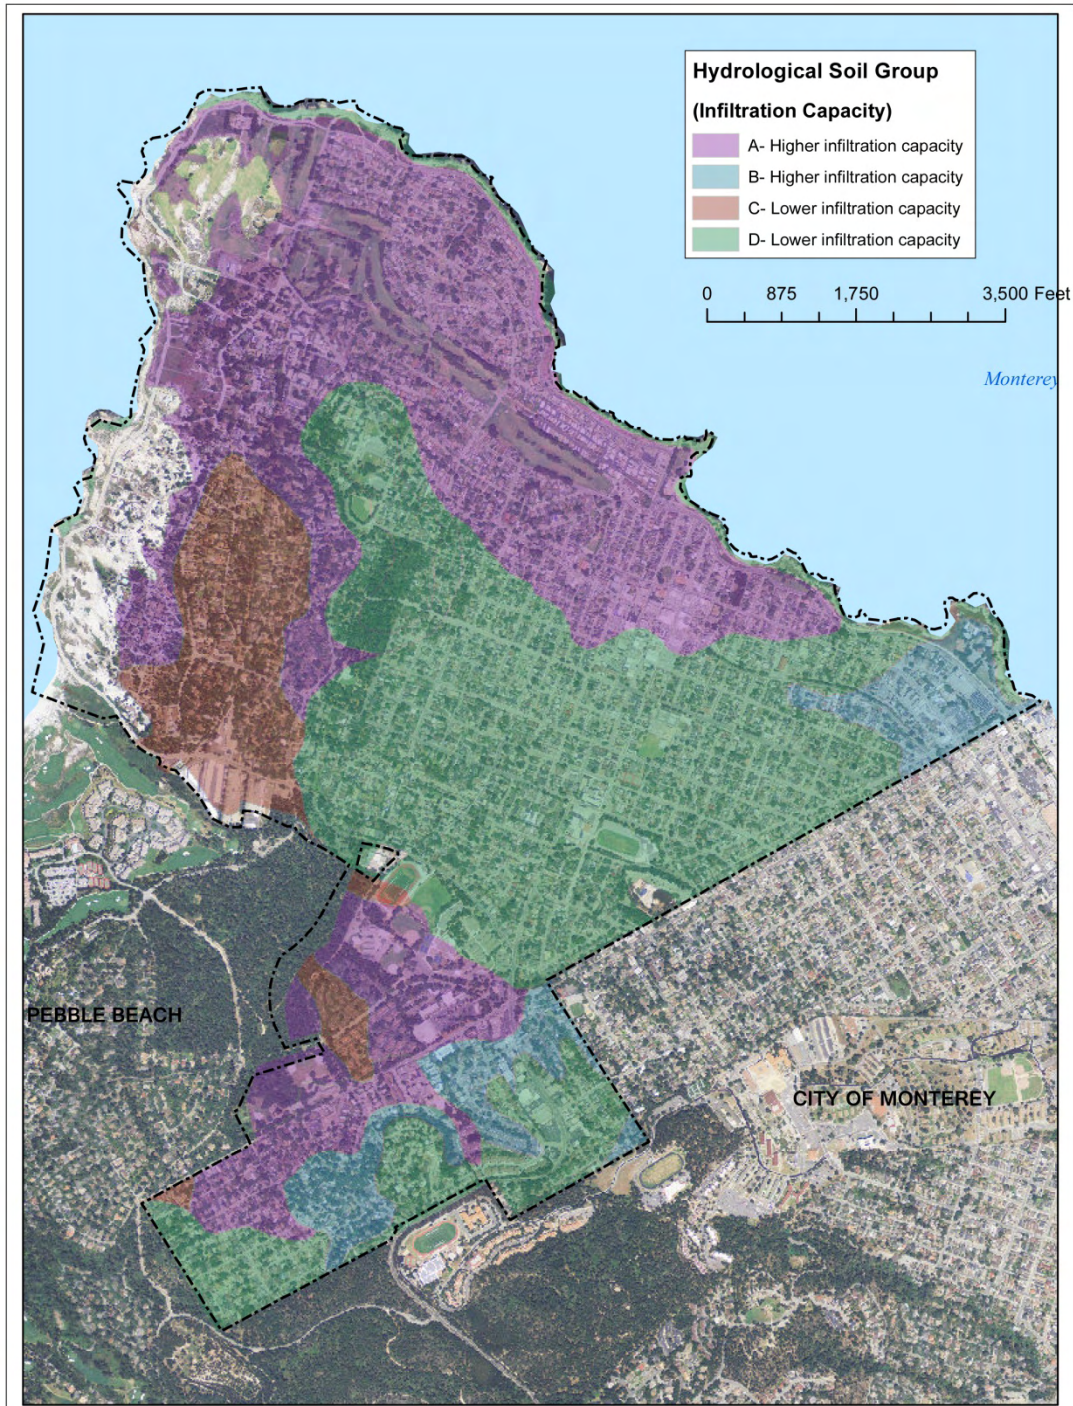 Hydrological Soil Group
(Infiltration Capacity)
A- Higher infiltration capacity
B- Higher infiltration capacity
C- Lower infiltration capacity
D- Lower infiltration capacity
0 875 1,750 3,500 Feet
Monterey
PEBBLE BEACH
CITY OF MONTEREY